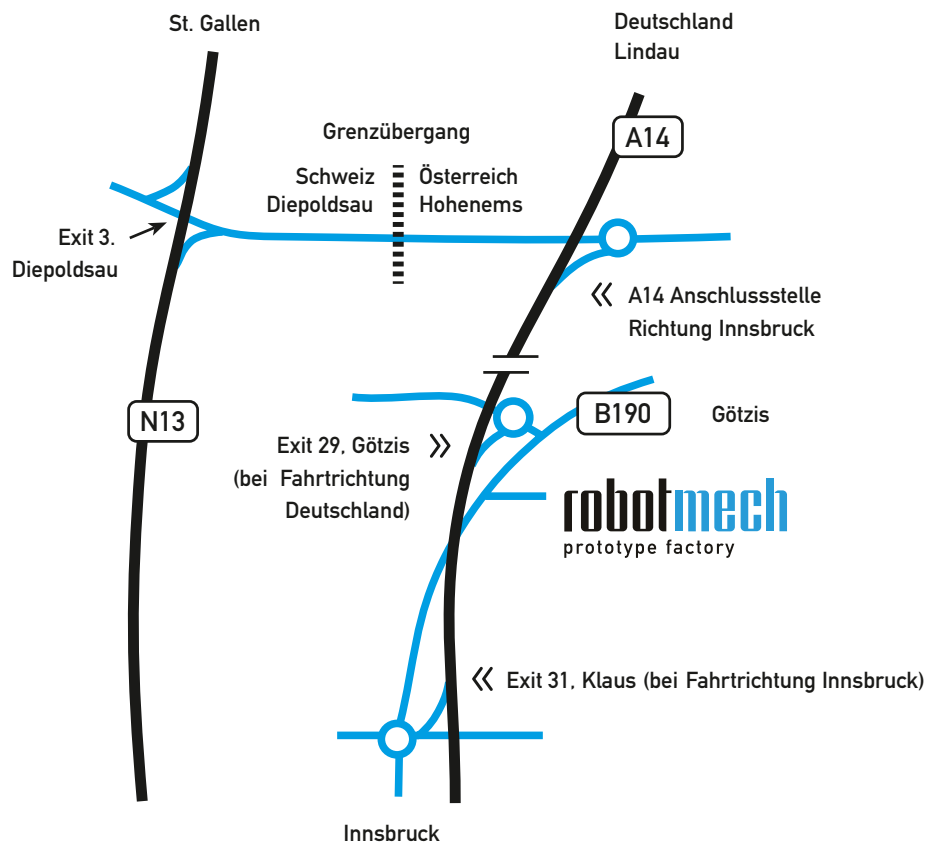 St. Gallen
Deutschland
Lindau
A14
Grenzübergang
Schweiz
Diepoldsau
Österreich
Hohenems
Exit 3.
Diepoldsau
« A14 Anschlussstelle
Richtung Innsbruck
N13
B190
Götzis
Exit 29, Götzis »
(bei Fahrtrichtung
Deutschland)
robotmech
prototype factory
« Exit 31, Klaus (bei Fahrtrichtung Innsbruck)
Innsbruck